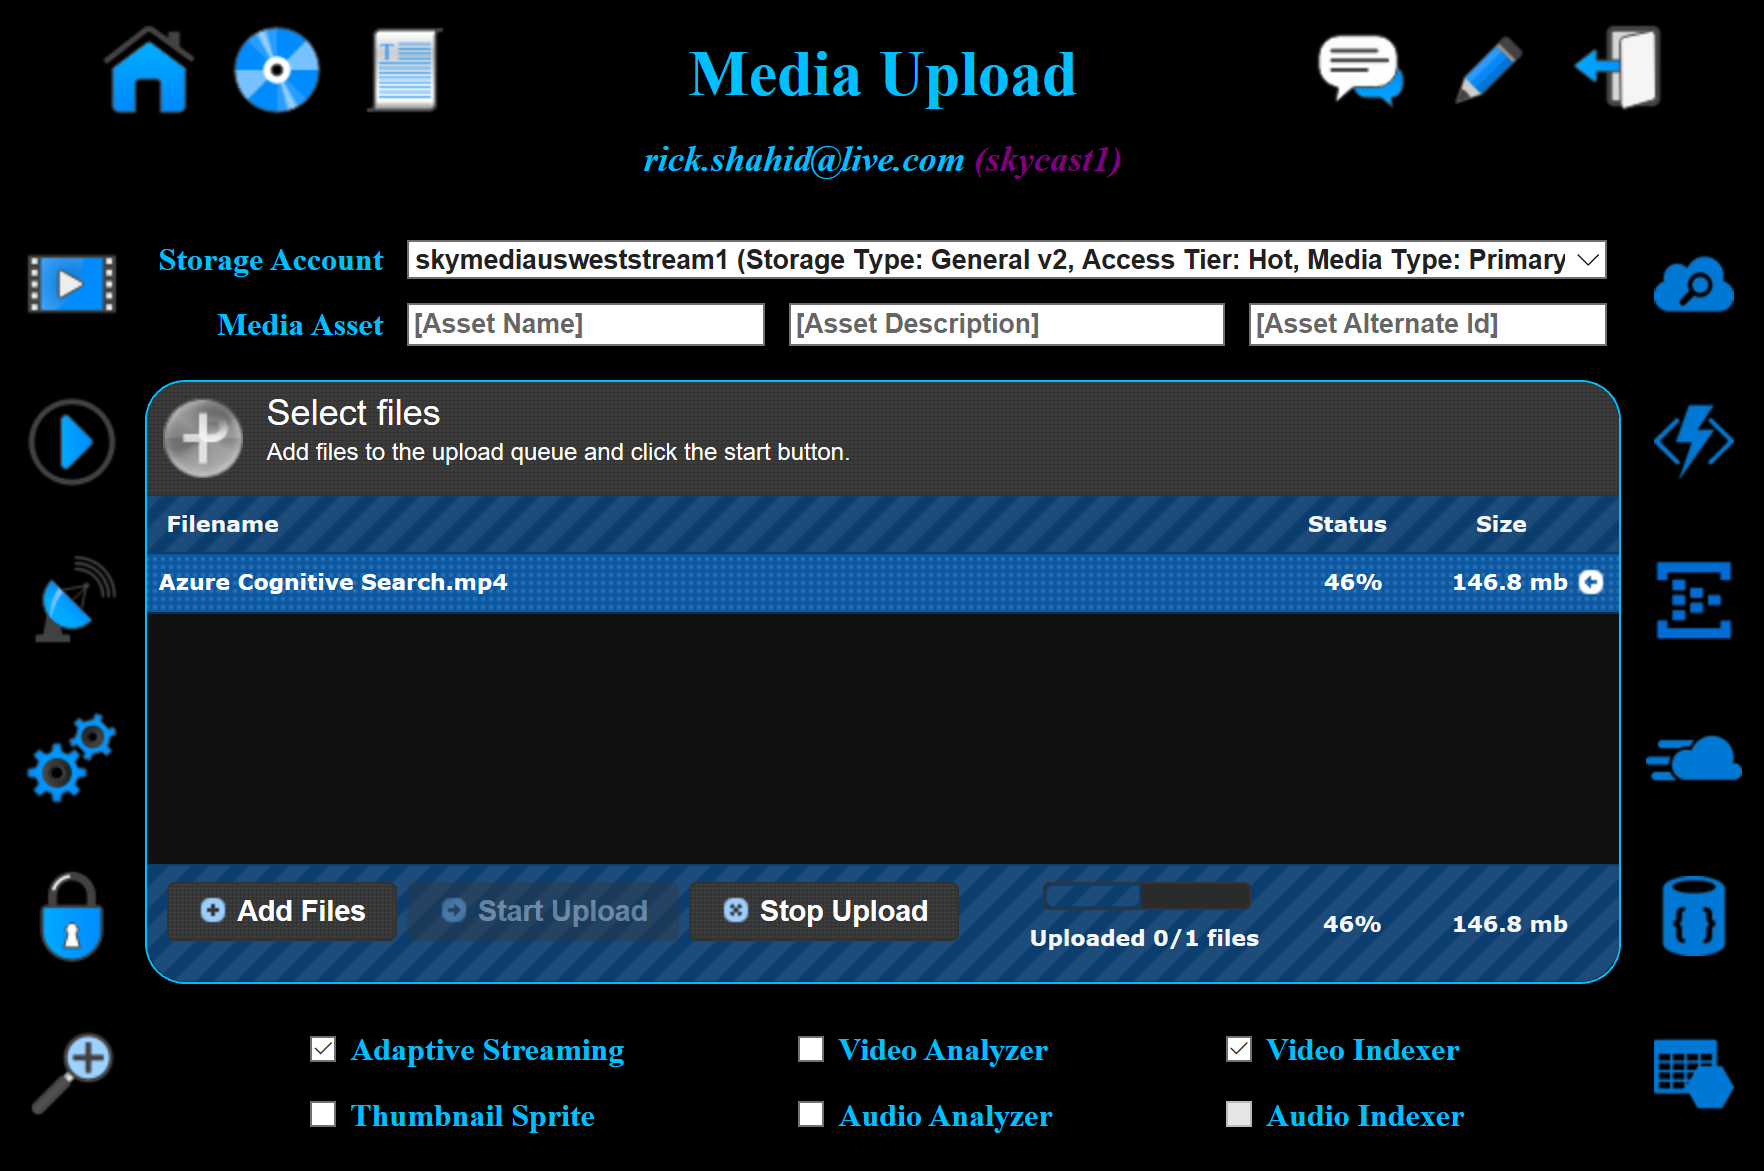 Media Upload
rick.shahid@live.com (skycast1)
Storage Account
skymediausweststream1 (Storage Type: General v2, Access Tier: Hot, Media Type: Primary
Media Asset
[Asset Name]
[Asset Description]
[Asset Alternate Id]
Select files
Add files to the upload queue and click the start button.
Filename Status Size
Azure Cognitive Search.mp4 46% 146.8 mb
Add Files
Start Upload
Stop Upload
Uploaded 0/1 files
46% 146.8 mb
Adaptive Streaming
Video Analyzer
Video Indexer
Thumbnail Sprite
Audio Analyzer
Audio Indexer